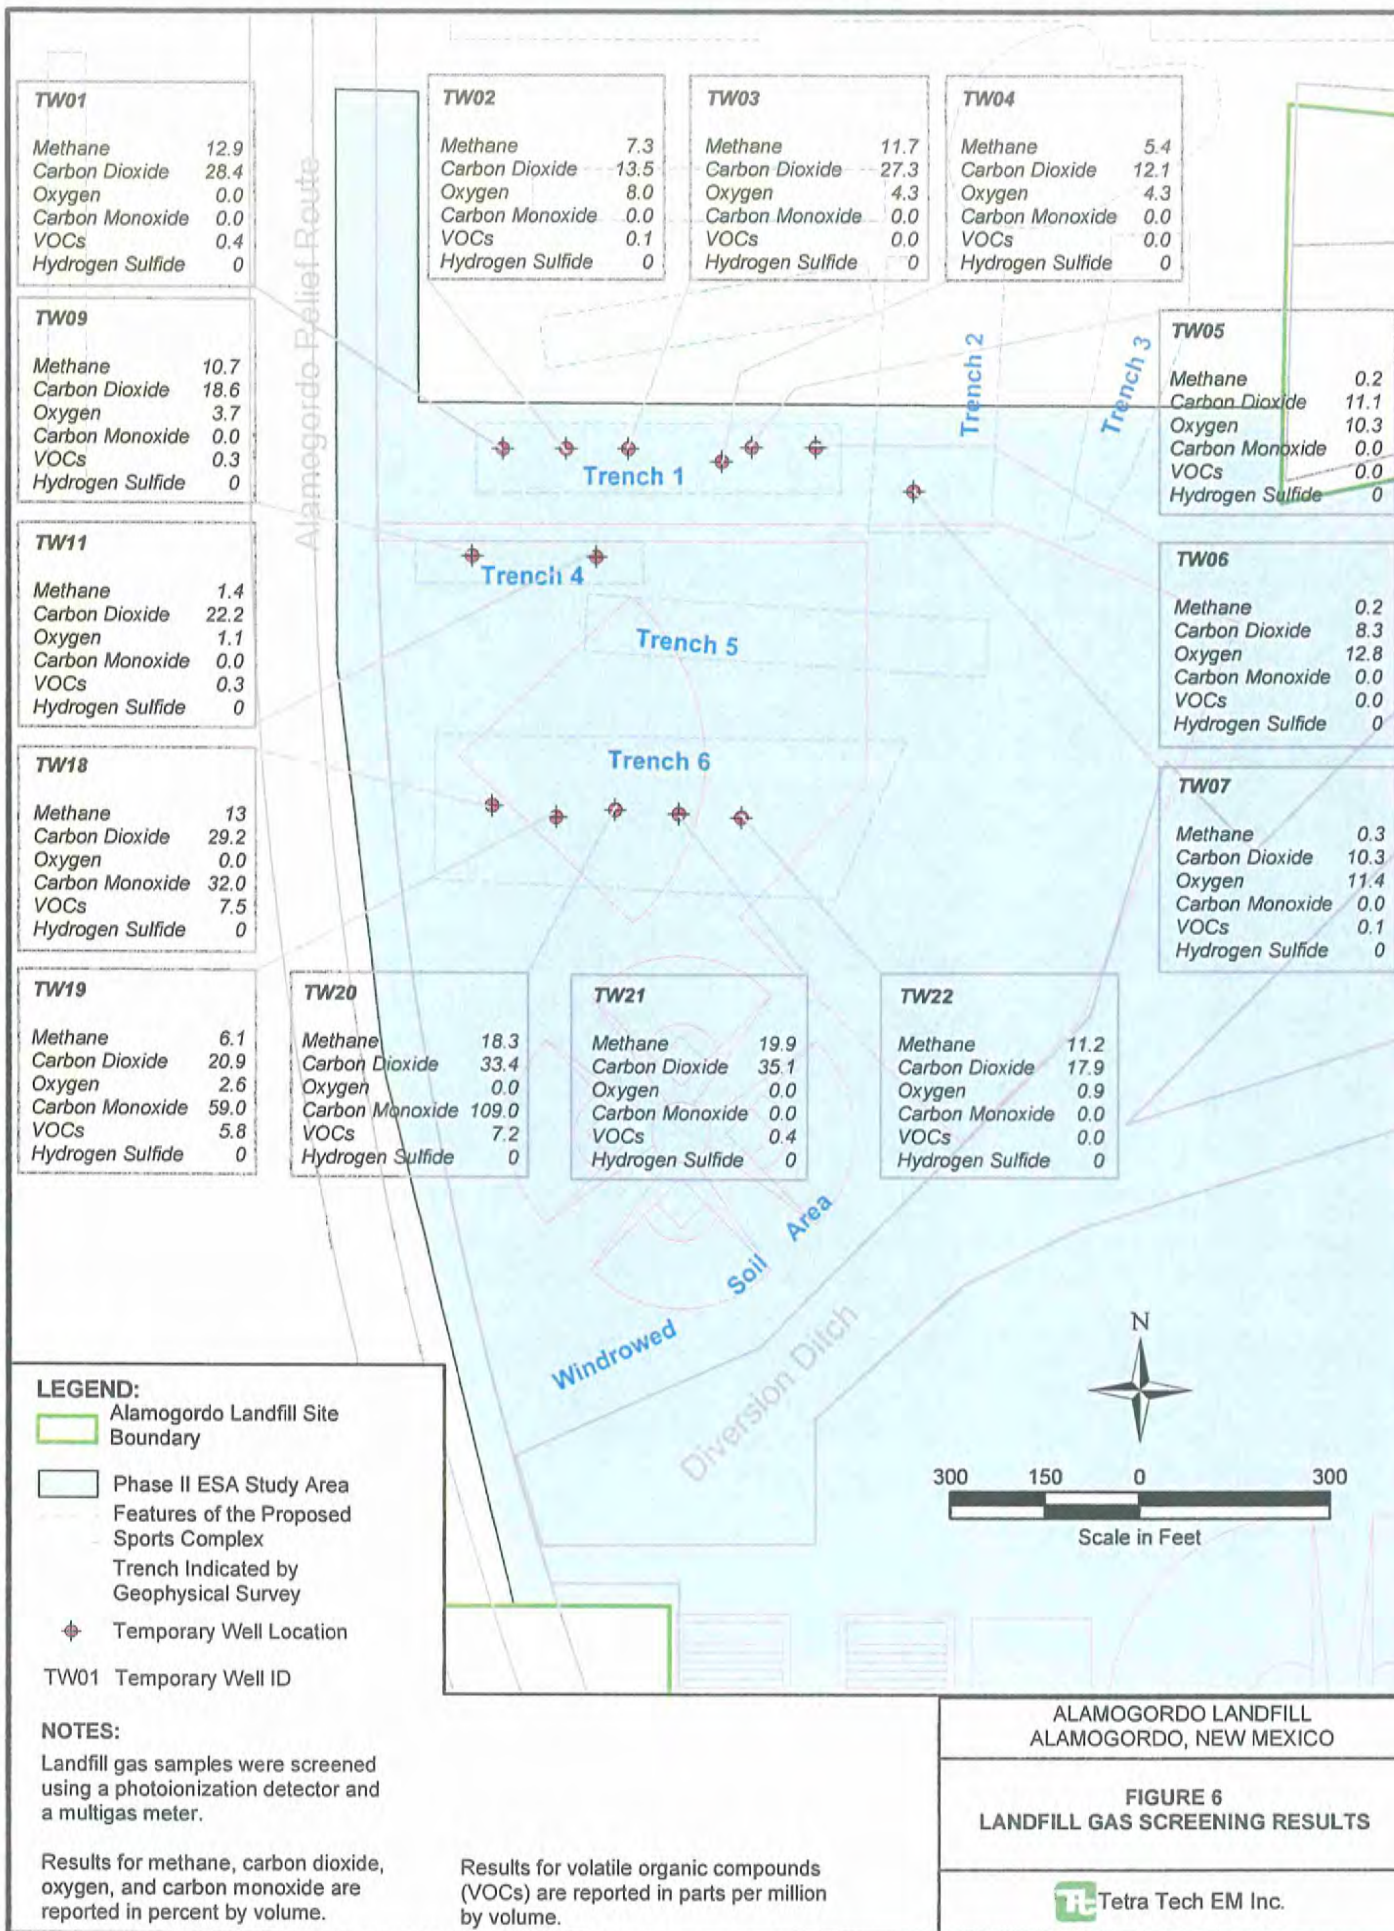 TW01
Methane 12.9
Carbon Dioxide 28.4
Oxygen 0.0
Carbon Monoxide 0.0
VOCs 0.4
Hydrogen Sulfide 0
TW02
Methane 7.3
Carbon Dioxide 13.5
Oxygen 8.0
Carbon Monoxide 0.0
VOCs 0.1
Hydrogen Sulfide 0
TW03
Methane 11.7
Carbon Dioxide 27.3
Oxygen 4.3
Carbon Monoxide 0.0
VOCs 0.0
Hydrogen Sulfide 0
TW04
Methane 5.4
Carbon Dioxide 12.1
Oxygen 4.3
Carbon Monoxide 0.0
VOCs 0.0
Hydrogen Sulfide 0
Alamogordo Relief Route
TW09
Methane 10.7
Carbon Dioxide 18.6
Oxygen 3.7
Carbon Monoxide 0.0
VOCs 0.3
Hydrogen Sulfide 0
Trench 2
Trench 3
TW05
Methane 0.2
Carbon Dioxide 11.1
Oxygen 10.3
Carbon Monoxide 0.0
VOCs 0.0
Hydrogen Sulfide 0
Trench 1
TW11
Methane 1.4
Carbon Dioxide 22.2
Oxygen 1.1
Carbon Monoxide 0.0
VOCs 0.3
Hydrogen Sulfide 0
Trench 4
Trench 5
TW06
Methane 0.2
Carbon Dioxide 8.3
Oxygen 12.8
Carbon Monoxide 0.0
VOCs 0.0
Hydrogen Sulfide 0
TW18
Methane 13
Carbon Dioxide 29.2
Oxygen 0.0
Carbon Monoxide 32.0
VOCs 7.5
Hydrogen Sulfide 0
Trench 6
TW07
Methane 0.3
Carbon Dioxide 10.3
Oxygen 11.4
Carbon Monoxide 0.0
VOCs 0.1
Hydrogen Sulfide 0
TW19
Methane 6.1
Carbon Dioxide 20.9
Oxygen 2.6
Carbon Monoxide 59.0
VOCs 5.8
Hydrogen Sulfide 0
TW20
Methane 18.3
Carbon Dioxide 33.4
Oxygen 0.0
Carbon Monoxide 109.0
VOCs 7.2
Hydrogen Sulfide 0
TW21
Methane 19.9
Carbon Dioxide 35.1
Oxygen 0.0
Carbon Monoxide 0.0
VOCs 0.4
Hydrogen Sulfide 0
TW22
Methane 11.2
Carbon Dioxide 17.9
Oxygen 0.9
Carbon Monoxide 0.0
VOCs 0.0
Hydrogen Sulfide 0
Windrowed Soil Area
Diversion Ditch
N
300 150 0 300
Scale in Feet
LEGEND:
Alamogordo Landfill Site
Boundary
Phase II ESA Study Area
Features of the Proposed
Sports Complex
Trench Indicated by
Geophysical Survey
Temporary Well Location
TW01 Temporary Well ID
NOTES:
Landfill gas samples were screened
using a photoionization detector and
a multigas meter.
Results for methane, carbon dioxide,
oxygen, and carbon monoxide are
reported in percent by volume.
Results for volatile organic compounds
(VOCs) are reported in parts per million
by volume.
ALAMOGORDO LANDFILL
ALAMOGORDO, NEW MEXICO
FIGURE 6
LANDFILL GAS SCREENING RESULTS
Tt Tetra Tech EM Inc.